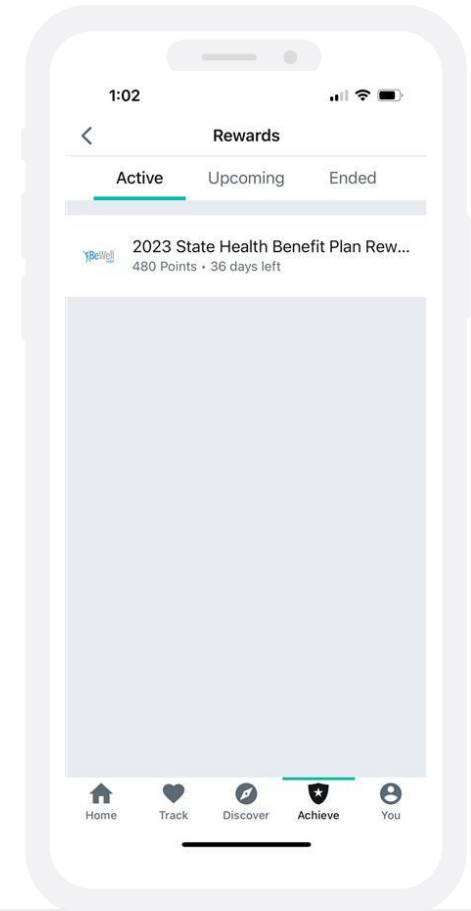 1:02
Rewards
Active Upcoming Ended
BeWell
2023 State Health Benefit Plan Rew...
480 Points • 36 days left
Home Track Discover Achieve You